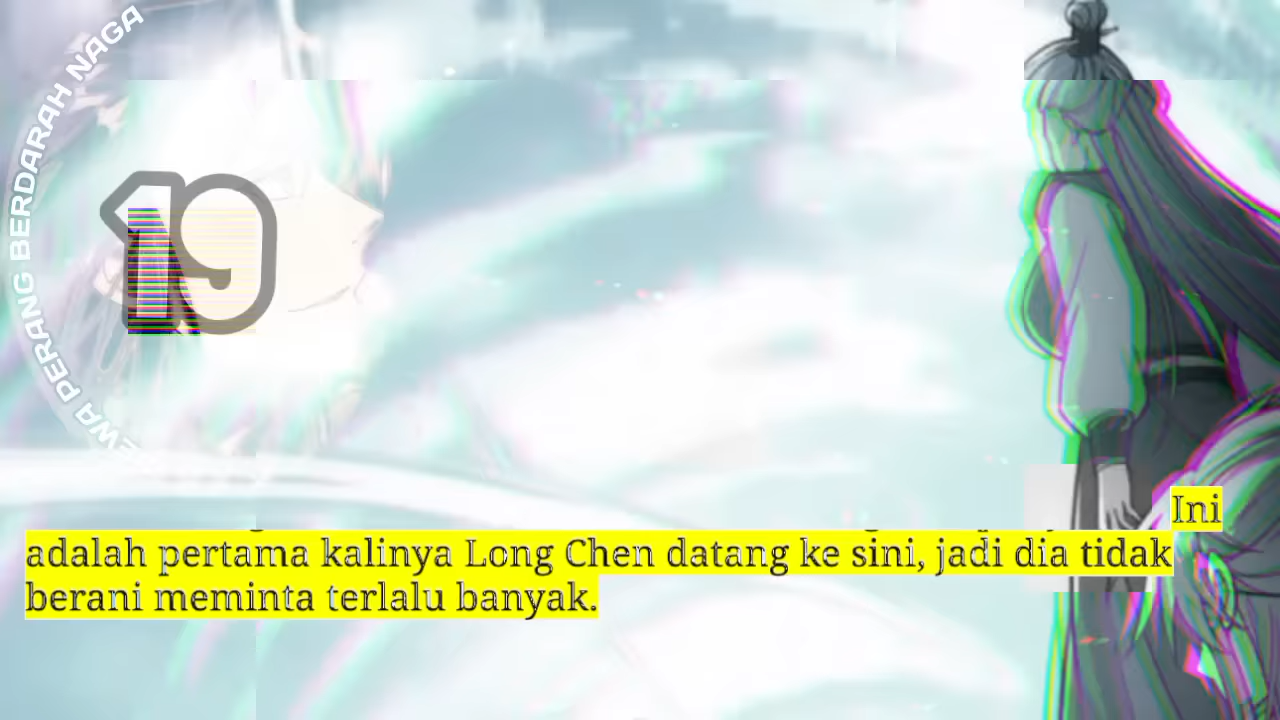 DEWA PERANG BERDARAH NAGA
19
Ini
adalah pertama kalinya Long Chen datang ke sini, jadi dia tidak
berani meminta terlalu banyak.